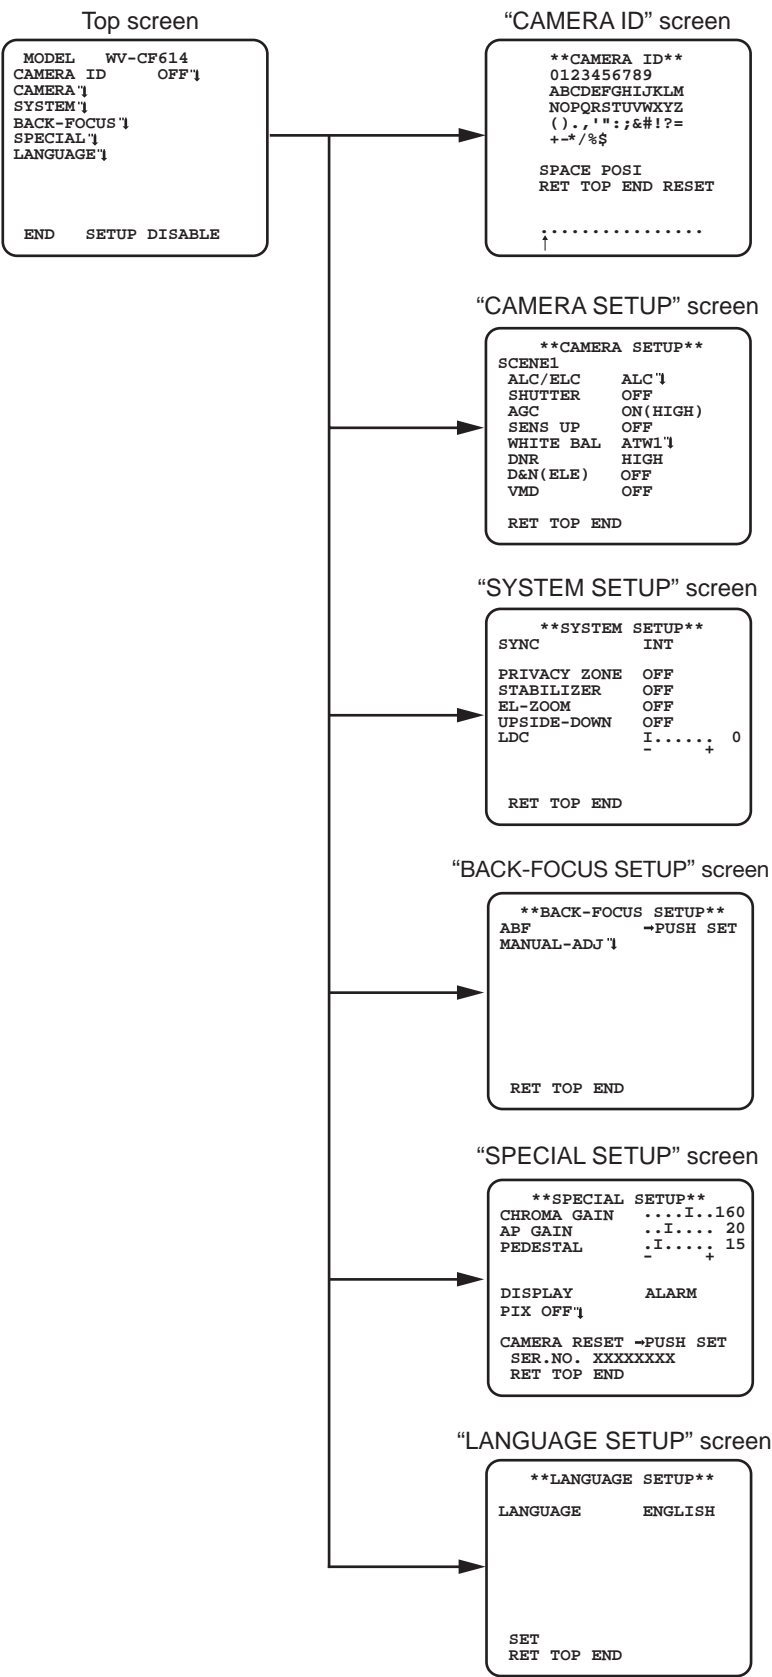 Top screen
MODEL WV-CF614
CAMERA ID OFF
CAMERA
SYSTEM
BACK-FOCUS
SPECIAL
LANGUAGE
END SETUP DISABLE
“CAMERA ID” screen
**CAMERA ID**
0123456789
ABCDEFGHIJKLM
NOPQRSTUVWXYZ
().,'":;&#!?=
+-*/%$
SPACE POSI
RET TOP END RESET
................
↑
“CAMERA SETUP” screen
**CAMERA SETUP**
SCENE1
ALC/ELC ALC
SHUTTER OFF
AGC ON(HIGH)
SENS UP OFF
WHITE BAL ATW1
DNR HIGH
D&N(ELE) OFF
VMD OFF
RET TOP END
“SYSTEM SETUP” screen
**SYSTEM SETUP**
SYNC INT
PRIVACY ZONE OFF
STABILIZER OFF
EL-ZOOM OFF
UPSIDE-DOWN OFF
LDC I...... 0
- +
RET TOP END
“BACK-FOCUS SETUP” screen
**BACK-FOCUS SETUP**
ABF →PUSH SET
MANUAL-ADJ
RET TOP END
“SPECIAL SETUP” screen
**SPECIAL SETUP**
CHROMA GAIN ....I..160
AP GAIN ..I.... 20
PEDESTAL .I..... 15
- +
DISPLAY ALARM
PIX OFF
CAMERA RESET →PUSH SET
SER.NO. XXXXXXXX
RET TOP END
“LANGUAGE SETUP” screen
**LANGUAGE SETUP**
LANGUAGE ENGLISH
SET
RET TOP END